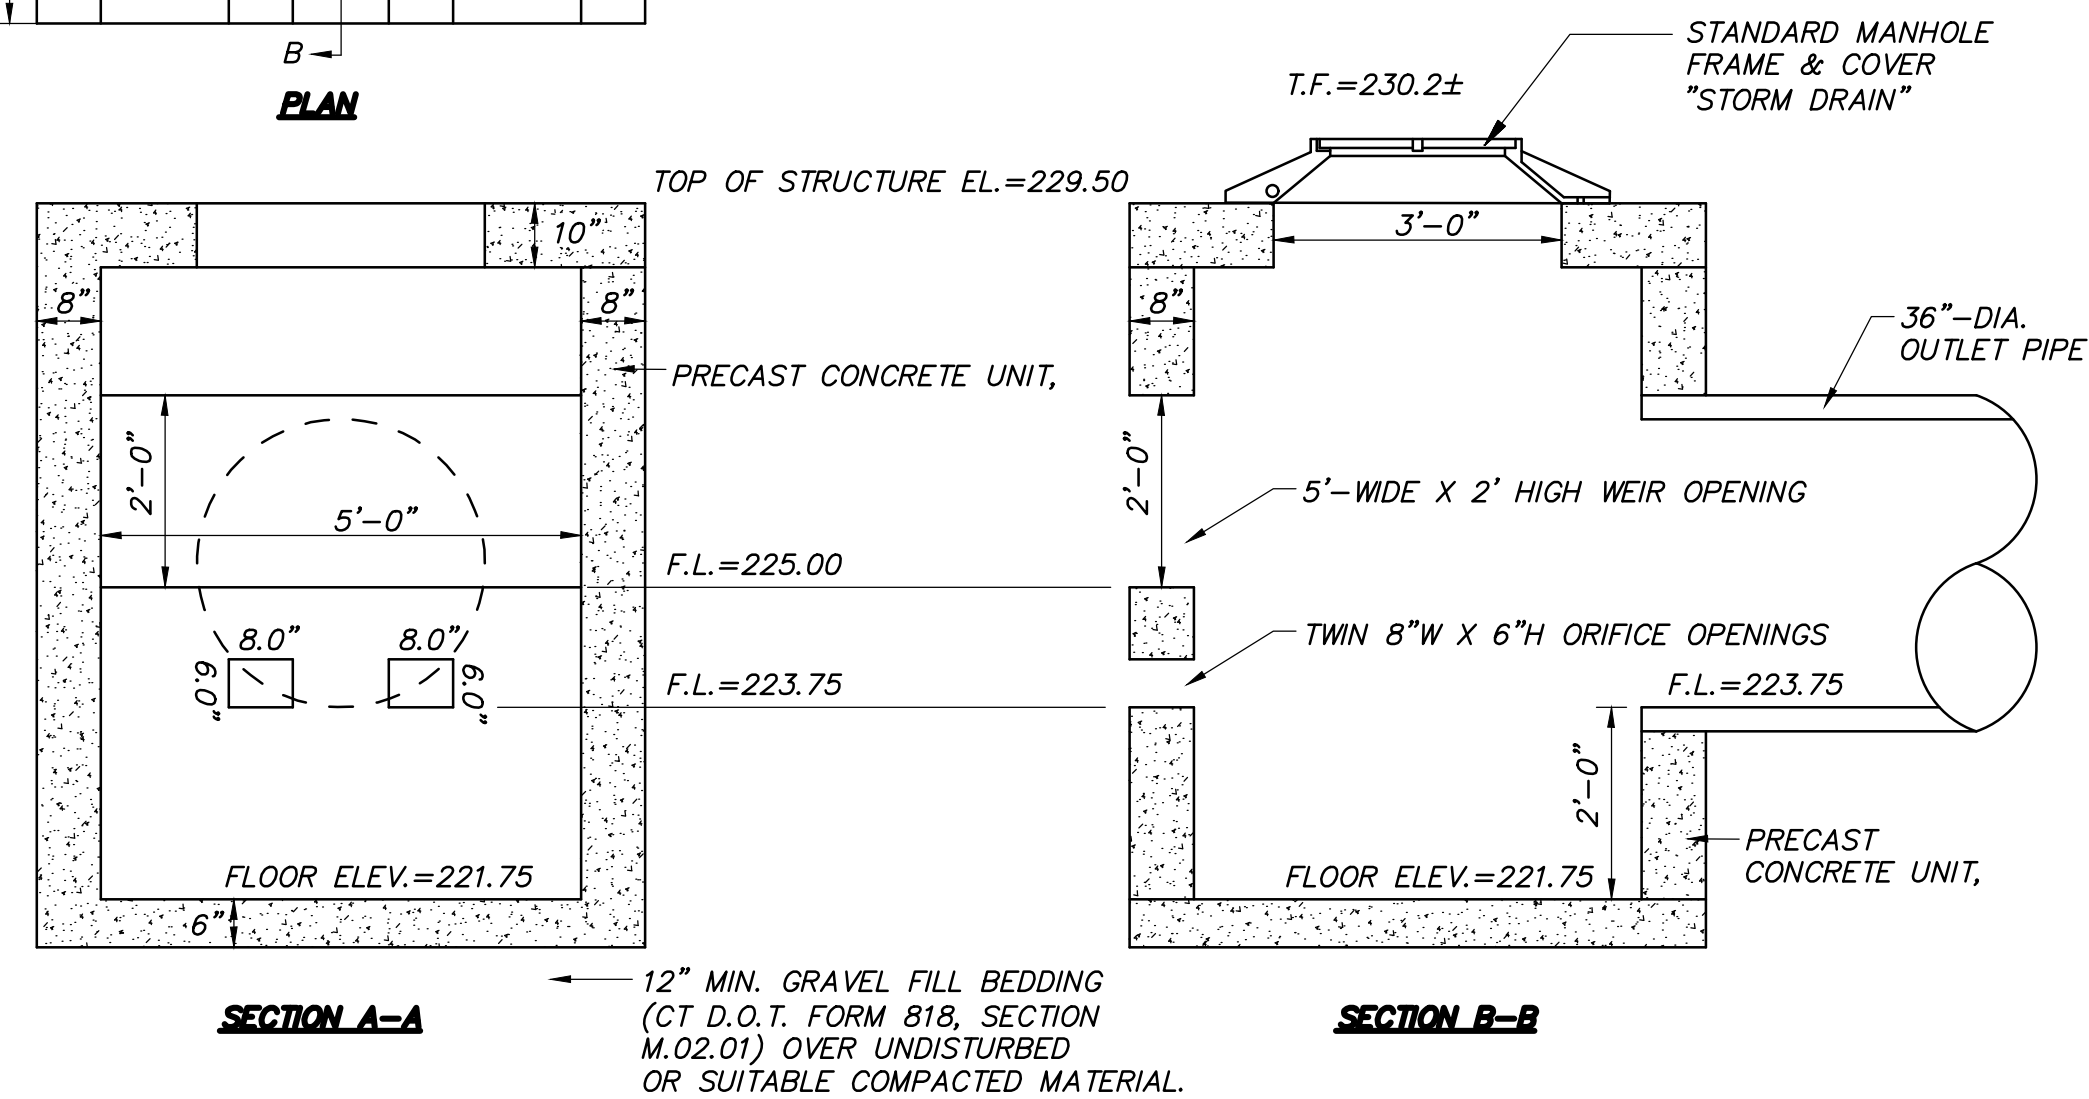 B
PLAN
T.F.=230.2±
STANDARD MANHOLE
FRAME & COVER
"STORM DRAIN"
TOP OF STRUCTURE EL.=229.50
10"
3'-0"
8"
8"
8"
36"-DIA.
OUTLET PIPE
PRECAST CONCRETE UNIT,
2'-0"
5'-0"
2'-0"
5'-WIDE X 2' HIGH WEIR OPENING
F.L.=225.00
8.0"
8.0"
TWIN 8"W X 6"H ORIFICE OPENINGS
6.0"
6.0"
F.L.=223.75
F.L.=223.75
2'-0"
PRECAST
CONCRETE UNIT,
FLOOR ELEV.=221.75
FLOOR ELEV.=221.75
6"
12" MIN. GRAVEL FILL BEDDING
(CT D.O.T. FORM 818, SECTION
M.02.01) OVER UNDISTURBED
OR SUITABLE COMPACTED MATERIAL.
SECTION A-A
SECTION B-B